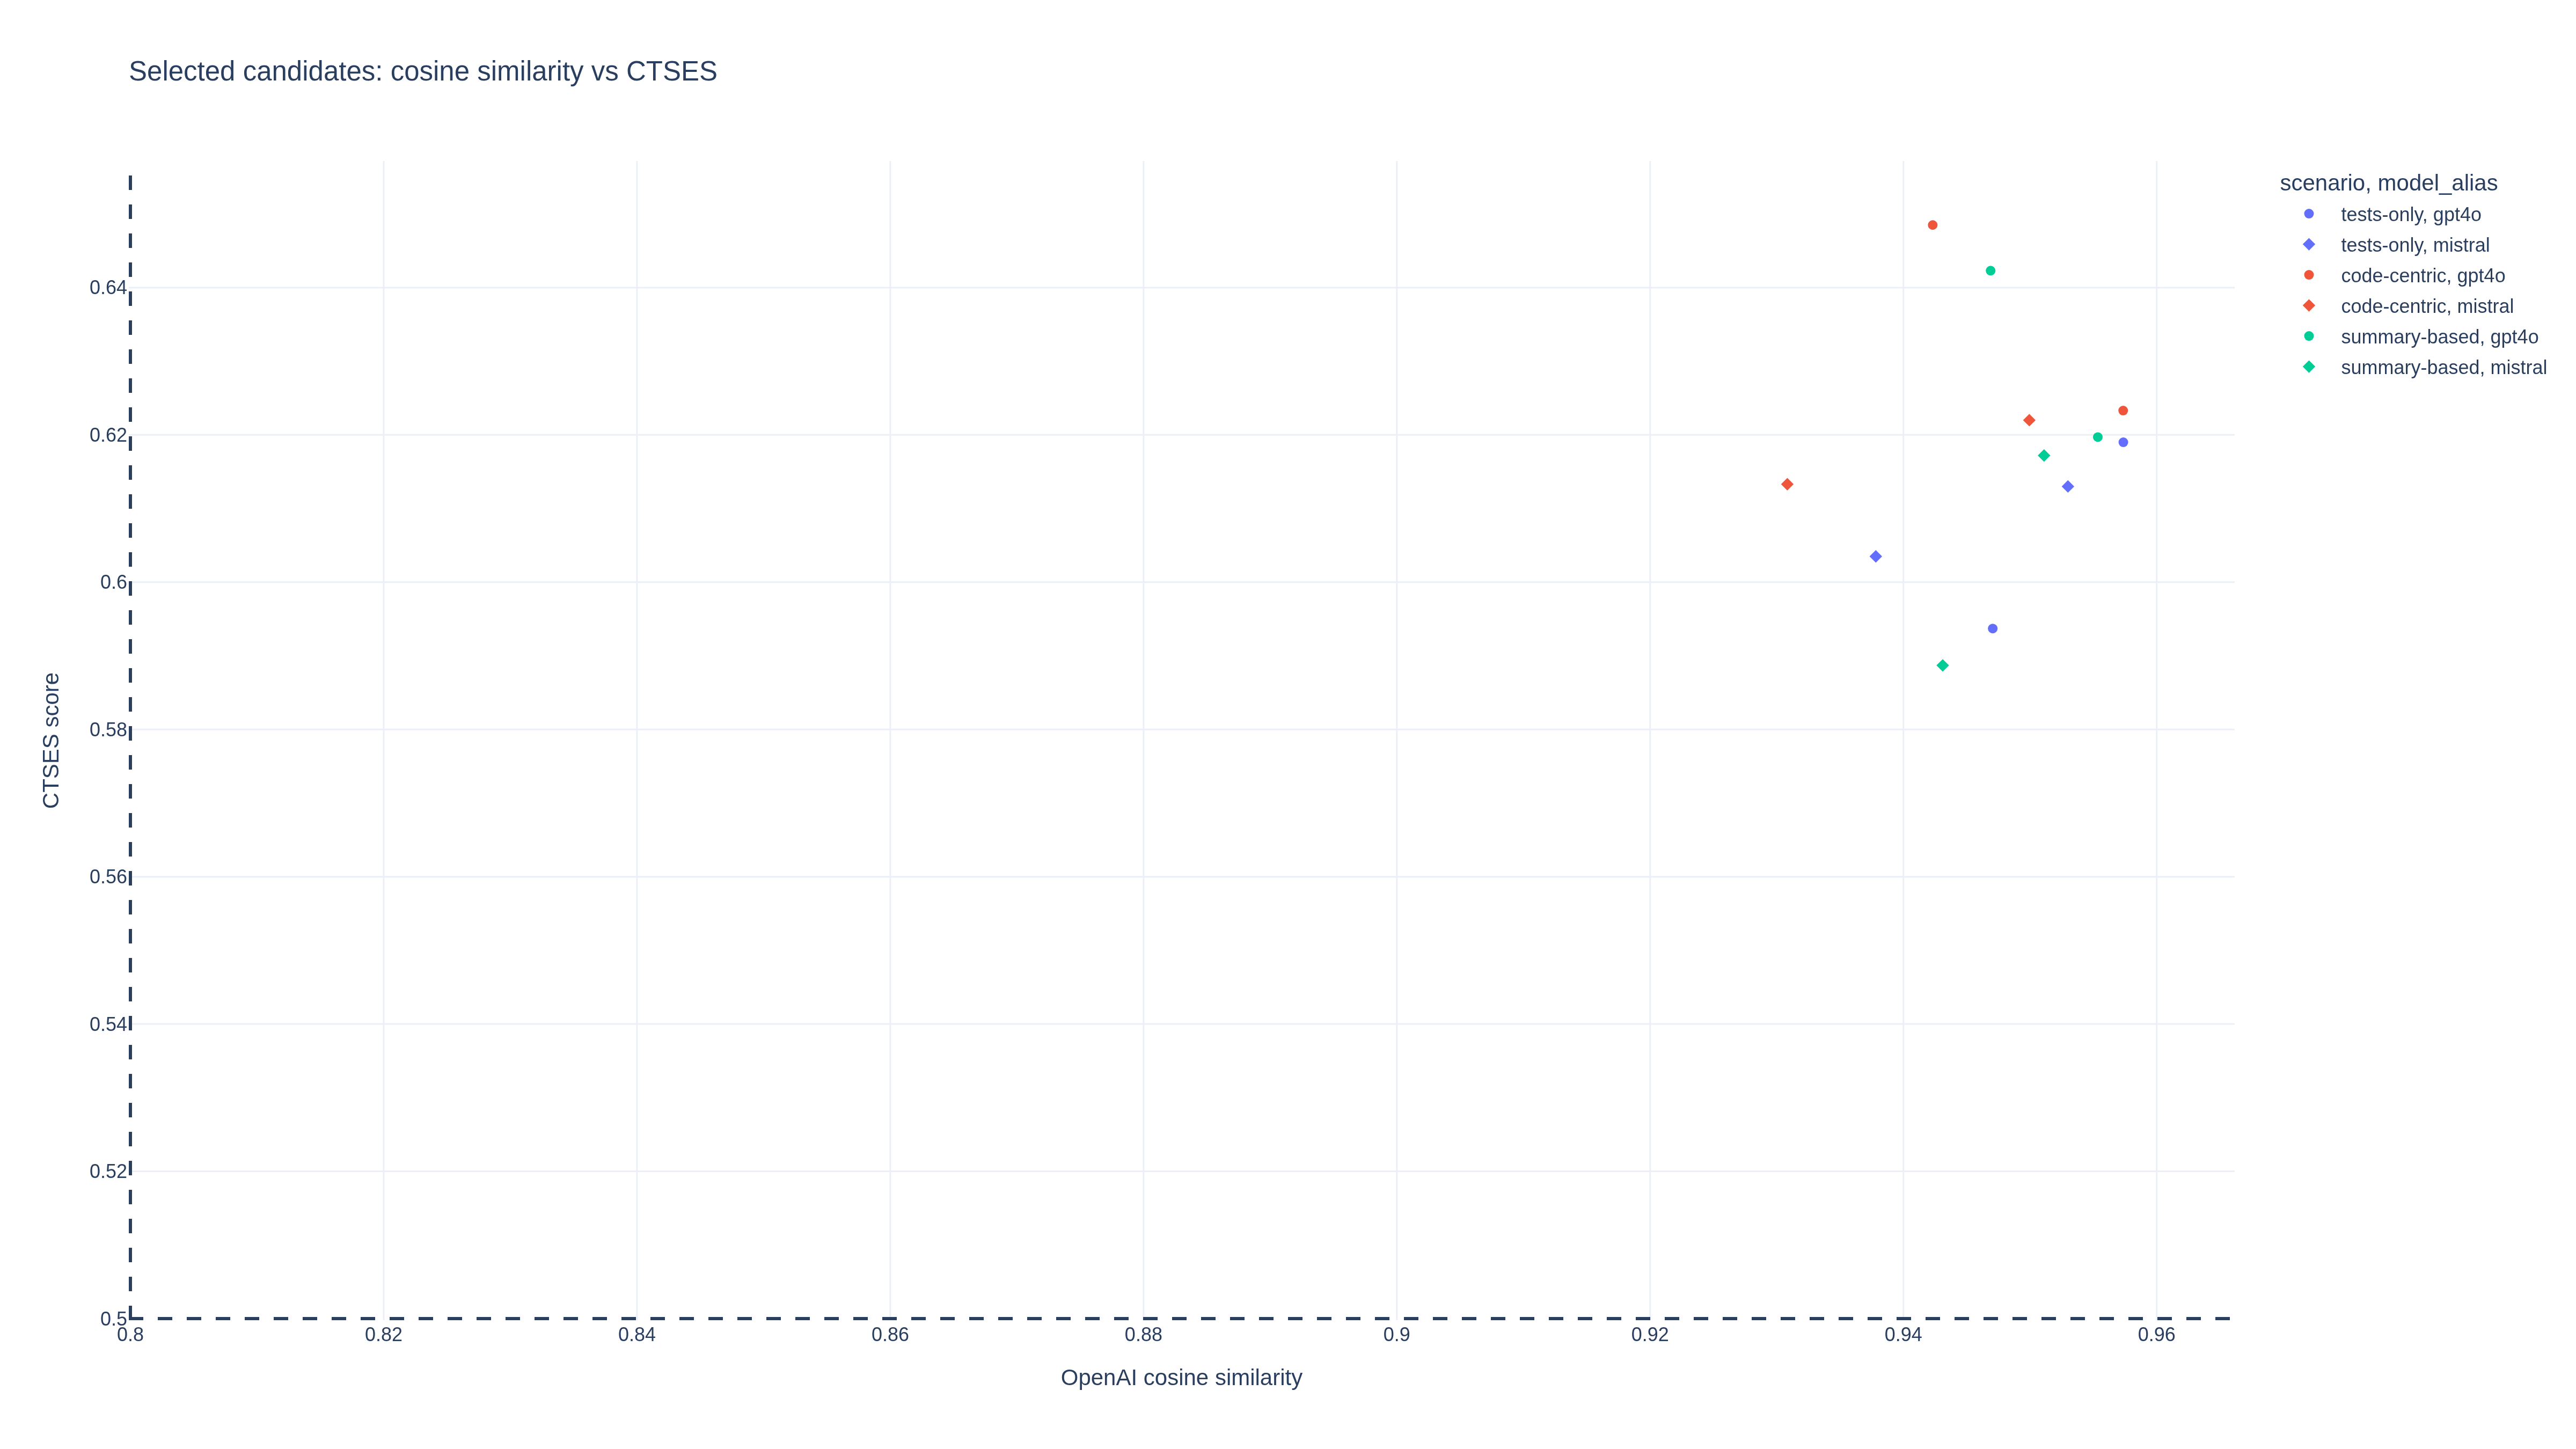 Selected candidates: cosine similarity vs CTSES
scenario, model_alias
tests-only, gpt4o
tests-only, mistral
code-centric, gpt4o
code-centric, mistral
summary-based, gpt4o
summary-based, mistral
CTSES score
0.64
0.62
0.6
0.58
0.56
0.54
0.52
0.5
0.8
0.82
0.84
0.86
0.88
0.9
0.92
0.94
0.96
OpenAI cosine similarity